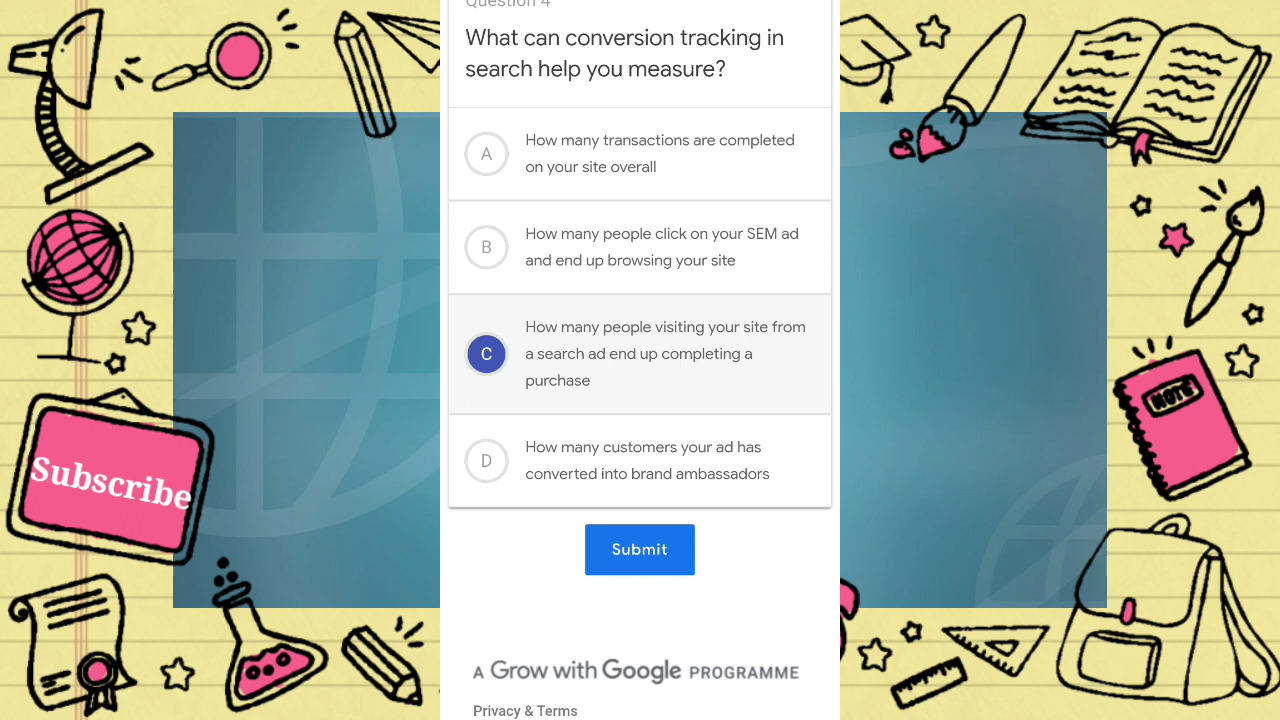 Question 4
What can conversion tracking in
search help you measure?
A
How many transactions are completed
on your site overall
B
How many people click on your SEM ad
and end up browsing your site
C
How many people visiting your site from
a search ad end up completing a
purchase
D
How many customers your ad has
converted into brand ambassadors
Submit
A Grow with Google PROGRAMME
Privacy & Terms
Subscribe
NOTE